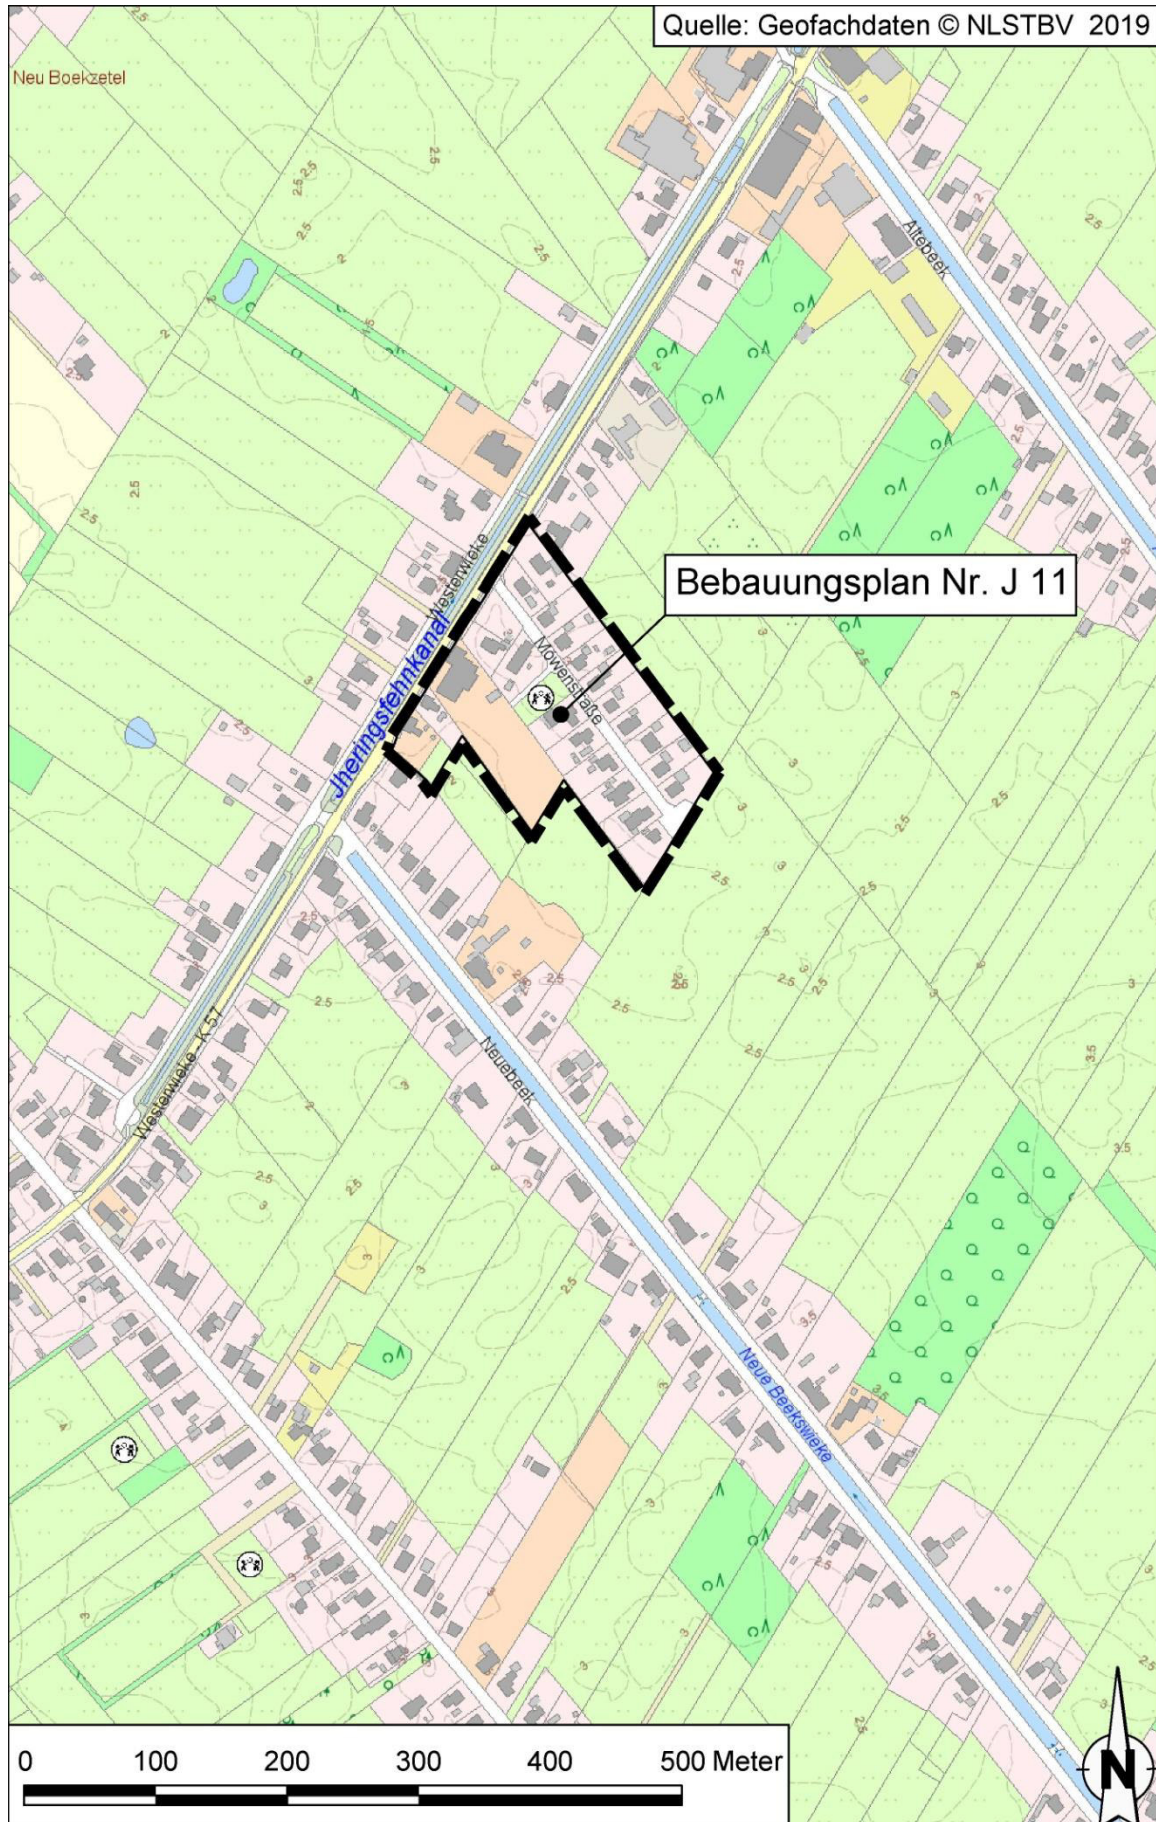 Quelle: Geofachdaten © NLSTBV 2019
Neu Boekzetel
Altebeek
Westerwieke
Jheringsfehnkanal
Bebauungsplan Nr. J 11
Möwenstraße
Westerwieke - K 57
Neuebeek
Neue Beekswieke
0 100 200 300 400 500 Meter
N